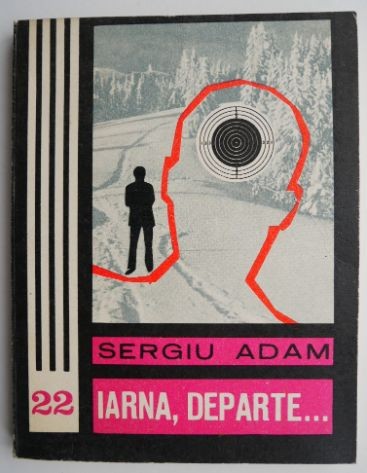 SERGIU ADAM
22
IARNA, DEPARTE...